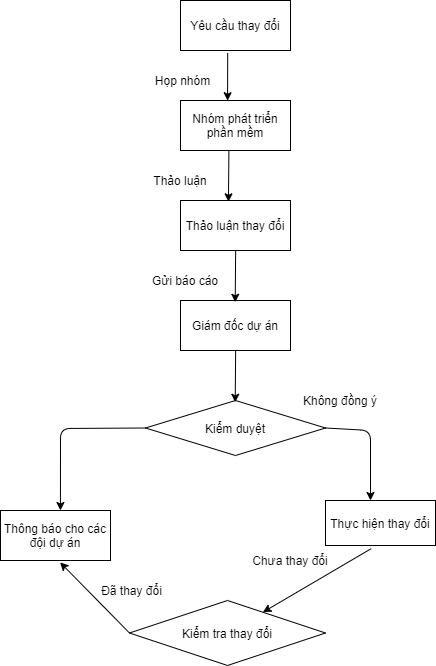 Yêu cầu thay đổi
Họp nhóm
Nhóm phát triển
phần mềm
Thảo luận
Thảo luận thay đổi
Gửi báo cáo
Giám đốc dự án
Không đồng ý
Kiểm duyệt
Thông báo cho các
đội dự án
Thực hiện thay đổi
Chưa thay đổi
Đã thay đổi
Kiểm tra thay đổi